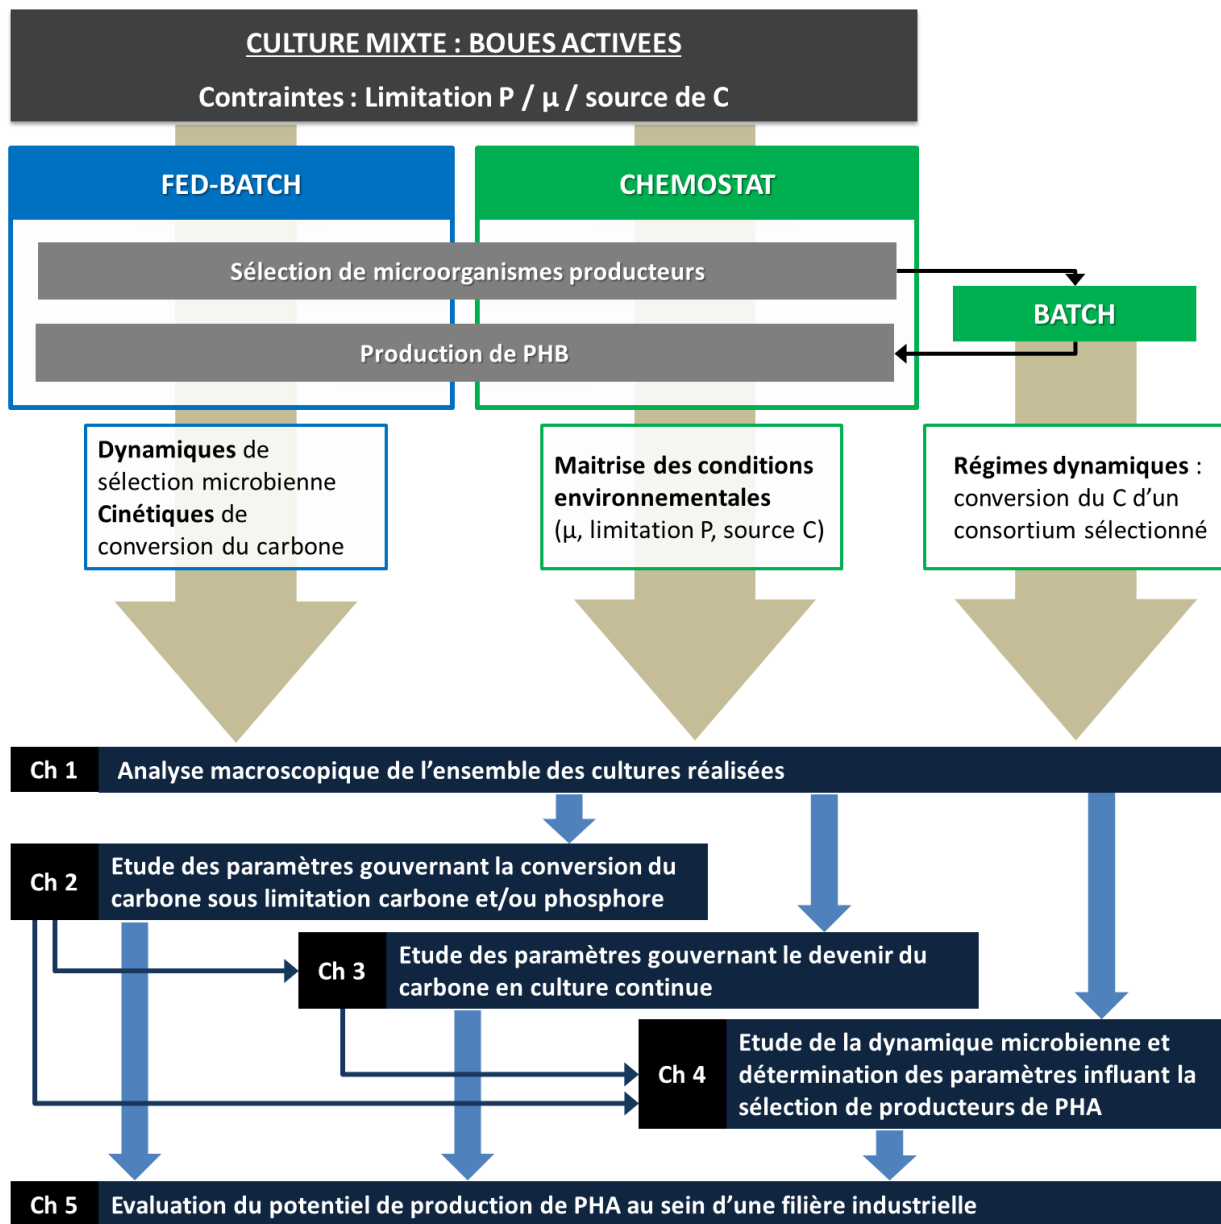 CULTURE MIXTE : BOUES ACTIVEES
Contraintes : Limitation P / µ / source de C
FED-BATCH
CHEMOSTAT
Sélection de microorganismes producteurs
BATCH
Production de PHB
Dynamiques de
sélection microbienne
Cinétiques de
conversion du carbone
Maitrise des conditions
environnementales
(µ, limitation P, source C)
Régimes dynamiques :
conversion du C d’un
consortium sélectionné
Ch 1 Analyse macroscopique de l’ensemble des cultures réalisées
Ch 2
Etude des paramètres gouvernant la conversion du
carbone sous limitation carbone et/ou phosphore
Ch 3
Etude des paramètres gouvernant le devenir du
carbone en culture continue
Ch 4
Etude de la dynamique microbienne et
détermination des paramètres influant la
sélection de producteurs de PHA
Ch 5 Evaluation du potentiel de production de PHA au sein d’une filière industrielle